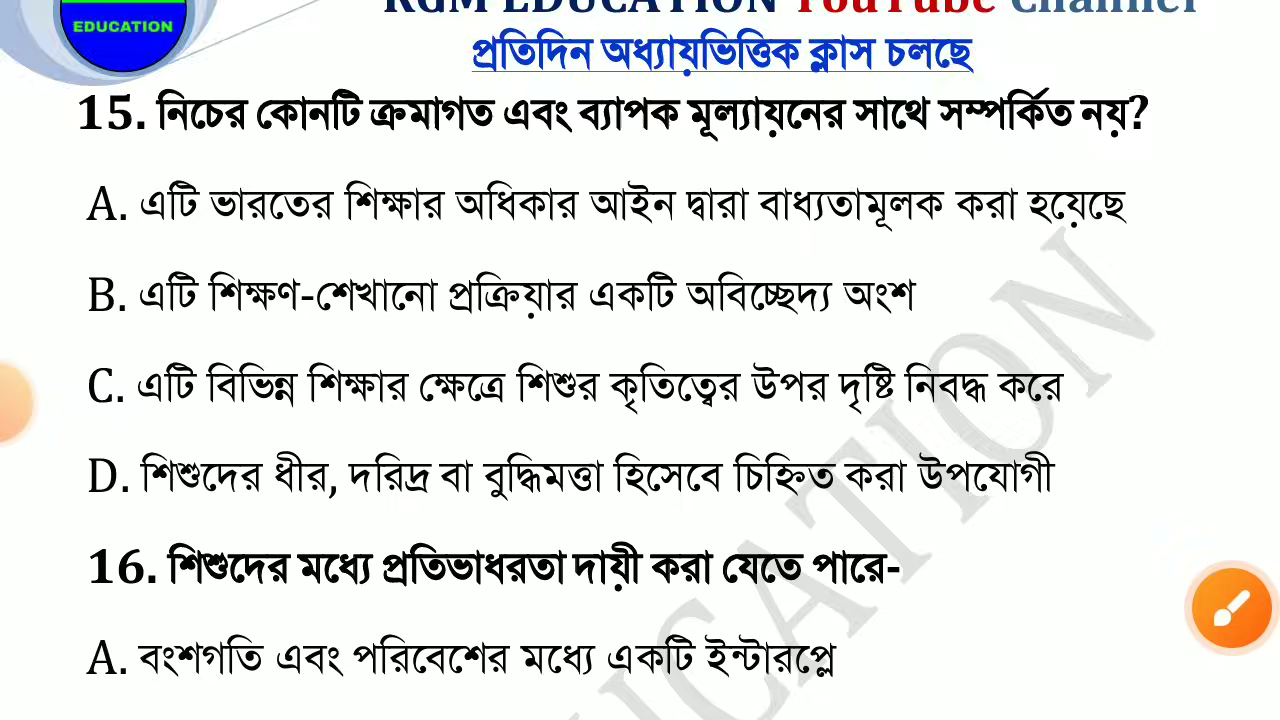 EDUCATION
RGM EDUCATION YouTube Channel
প্রতিদিন অধ্যায়ভিত্তিক ক্লাস চলছে
15. নিচের কোনটি ক্রমাগত এবং ব্যাপক মূল্যায়নের সাথে সম্পর্কিত নয়?
A. এটি ভারতের শিক্ষার অধিকার আইন দ্বারা বাধ্যতামূলক করা হয়েছে
B. এটি শিক্ষণ-শেখানো প্রক্রিয়ার একটি অবিচ্ছেদ্য অংশ
C. এটি বিভিন্ন শিক্ষার ক্ষেত্রে শিশুর কৃতিত্বের উপর দৃষ্টি নিবদ্ধ করে
D. শিশুদের ধীর, দরিদ্র বা বুদ্ধিমত্তা হিসেবে চিহ্নিত করা উপযোগী
16. শিশুদের মধ্যে প্রতিভাধরতা দায়ী করা যেতে পারে-
A. বংশগতি এবং পরিবেশের মধ্যে একটি ইন্টারপ্লে
EDUCATION